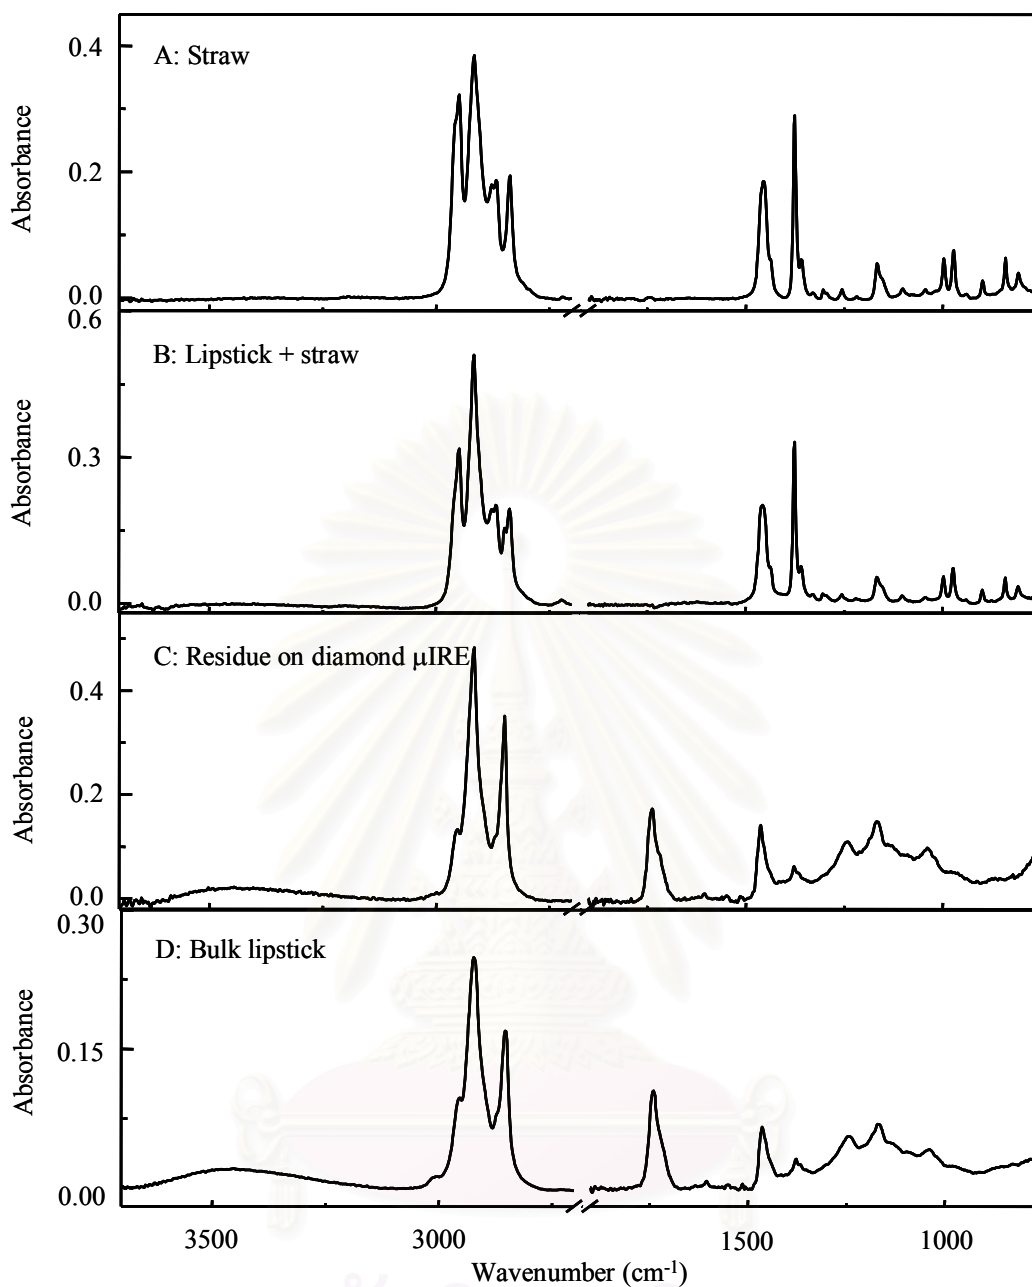 A: Straw
Absorbance
0.4
0.2
0.0
B: Lipstick + straw
Absorbance
0.6
0.3
0.0
C: Residue on diamond μIRE
Absorbance
0.4
0.2
0.0
D: Bulk lipstick
Absorbance
0.30
0.15
0.00
3500
3000
1500
1000
Wavenumber (cm-1)